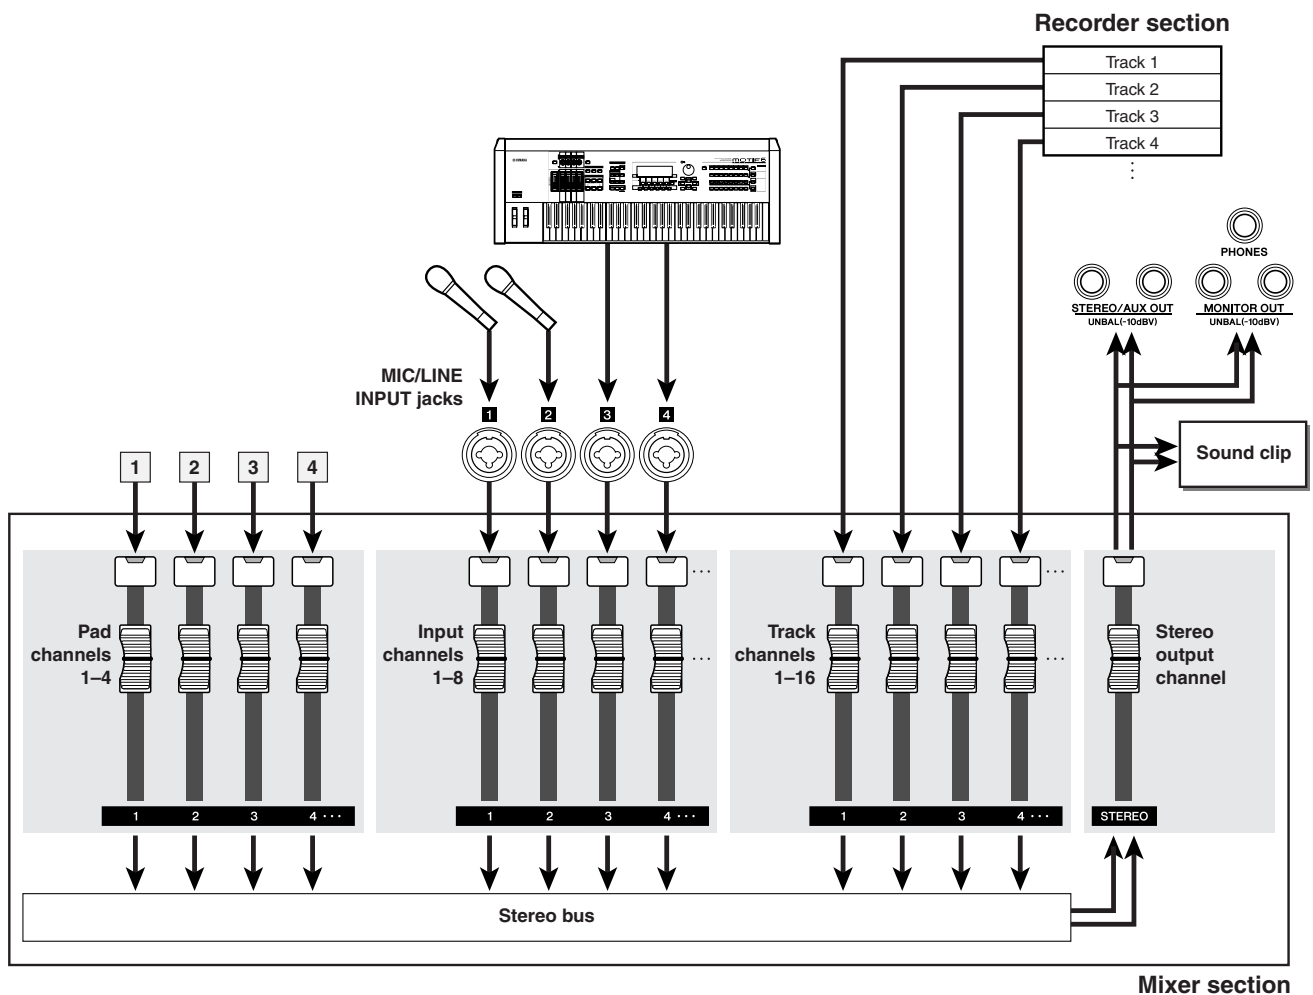 Recorder section
Track 1
Track 2
Track 3
Track 4
PHONES
STEREO/AUX OUT
UNBAL(-10dBV)
MONITOR OUT
UNBAL(-10dBV)
MIC/LINE
INPUT jacks
1 2 3 4
Sound clip
1 2 3 4
Pad
channels
1–4
Input
channels
1–8
Track
channels
1–16
Stereo
output
channel
1 2 3 4 ···
1 2 3 4 ···
1 2 3 4 ···
STEREO
Stereo bus
Mixer section